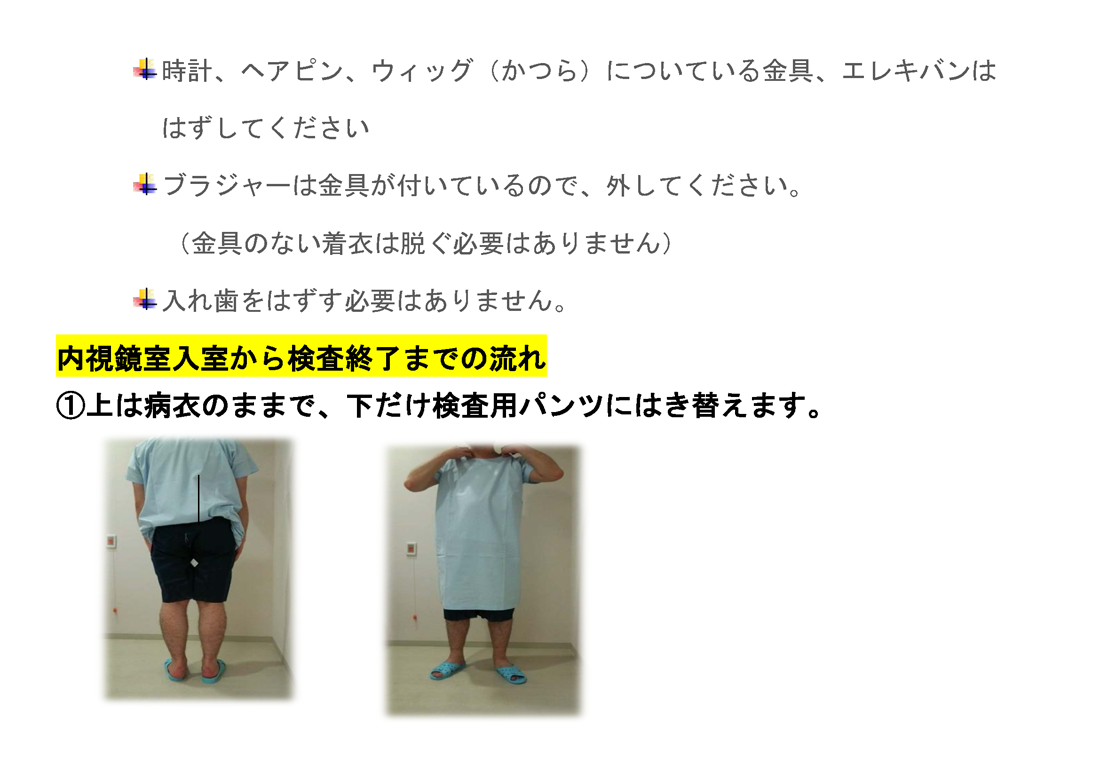 時計、ヘアピン、ウィッグ（かつら）についている金具、エレキバンは
はずしてください
ブラジャーは金具が付いているので、外してください。
（金具のない着衣は脱ぐ必要はありません）
入れ歯をはずす必要はありません。
内視鏡室入室から検査終了までの流れ
①上は病衣のままで、下だけ検査用パンツにはき替えます。